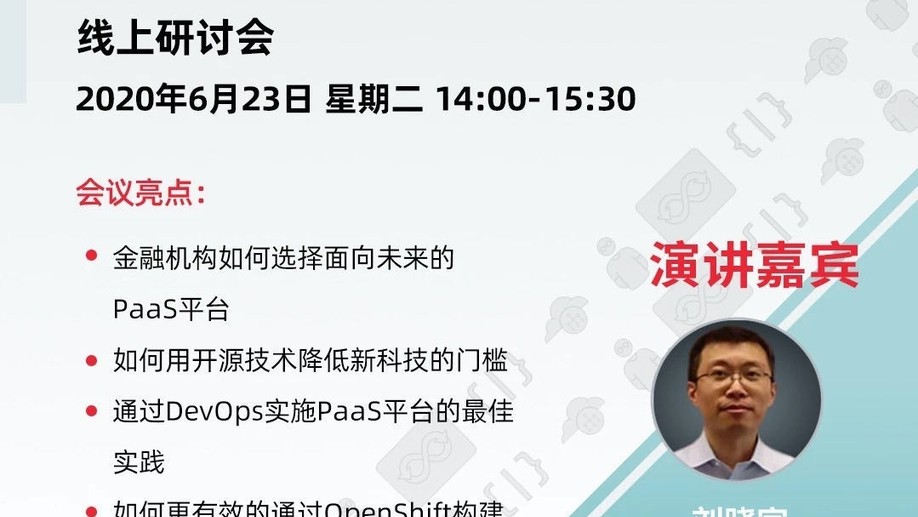 线上研讨会
2020年6月23日 星期二 14:00-15:30
会议亮点：
金融机构如何选择面向未来的
PaaS平台
演讲嘉宾
如何用开源技术降低新科技的门槛
通过DevOps实施PaaS平台的最佳
实践
如何更有效的通过OpenShift构建